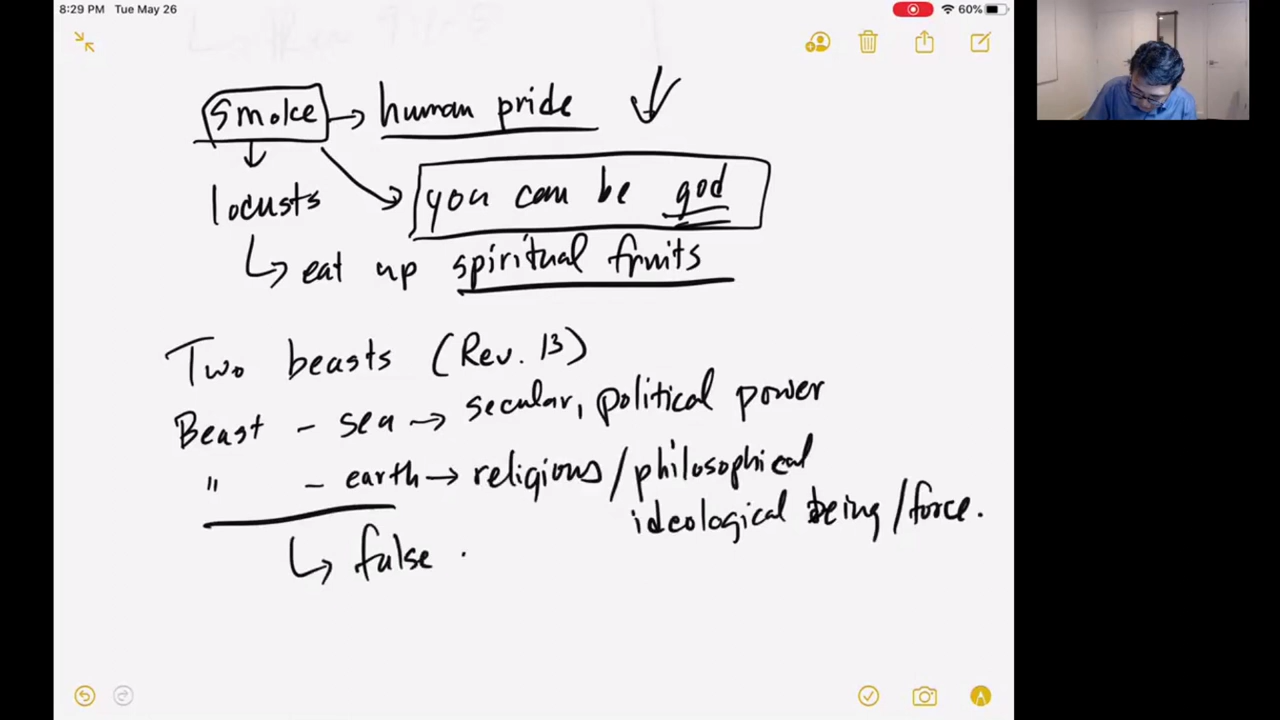 8:29 PM Tue May 26
60%
smoke → human pride ↓
↓
locusts → you can be god
↳ eat up spiritual fruits
Two beasts (Rev. 13)
Beast - sea → secular, political power
" - earth → religious/philosophical
ideological being/force.
↳ false